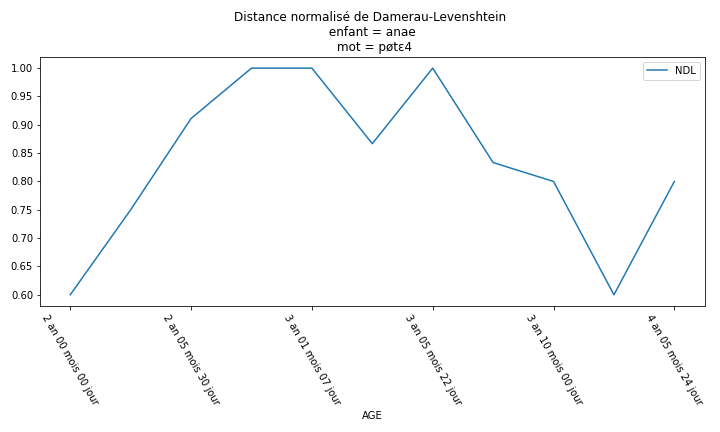 Distance normalisé de Damerau-Levenshtein
enfant = anae
mot = pøtɛ4
NDL
1.00
0.95
0.90
0.85
0.80
0.75
0.70
0.65
0.60
2 an 00 mois 00 jour
2 an 05 mois 30 jour
3 an 01 mois 07 jour
3 an 05 mois 22 jour
3 an 10 mois 00 jour
4 an 05 mois 24 jour
AGE